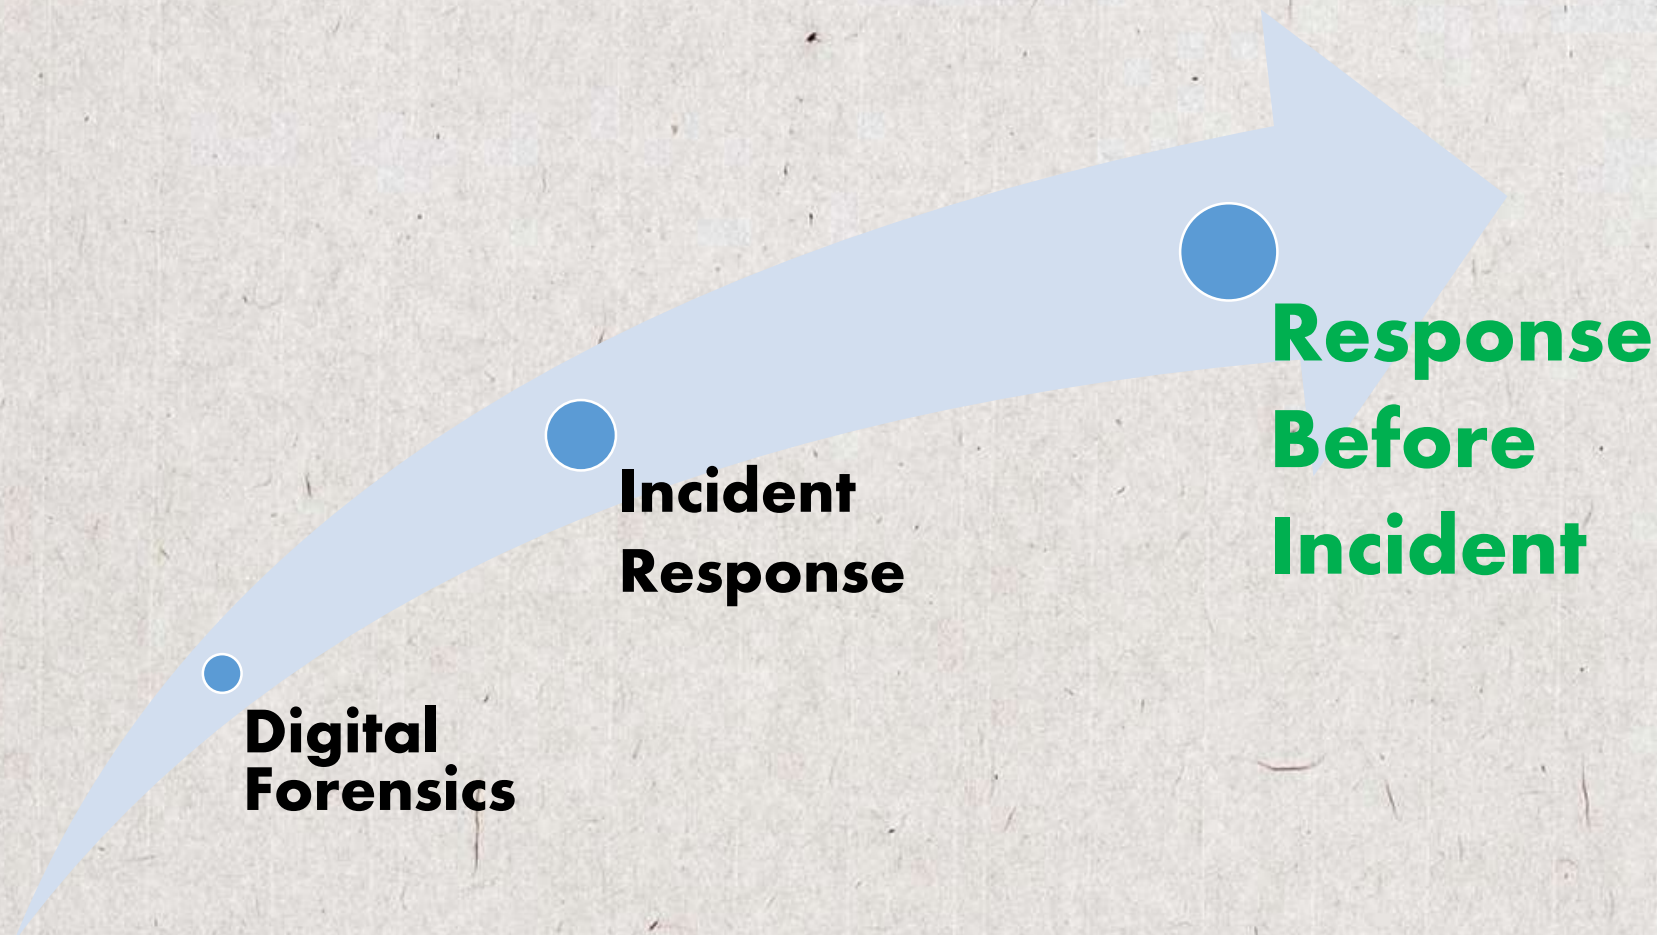 Response
Before
Incident
Incident
Response
Digital
Forensics